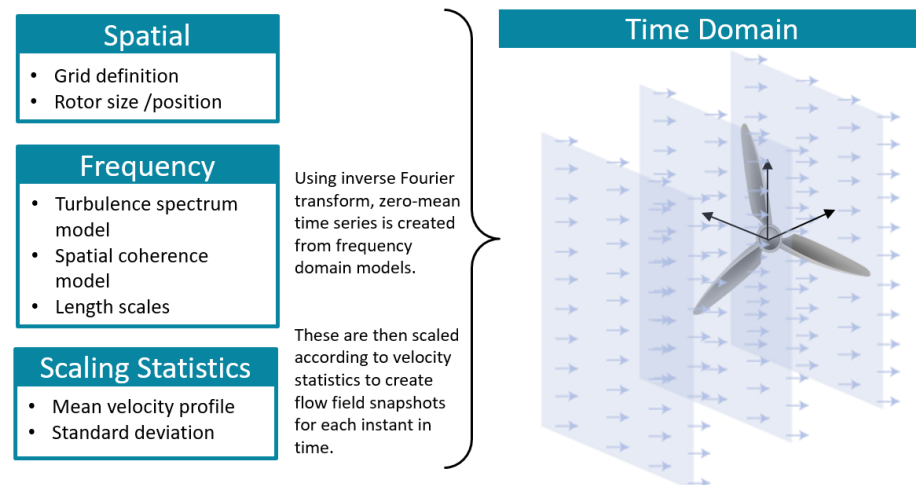 Spatial
• Grid definition
• Rotor size /position
Frequency
• Turbulence spectrum
model
• Spatial coherence
model
• Length scales
Scaling Statistics
• Mean velocity profile
• Standard deviation
Using inverse Fourier
transform, zero-mean
time series is created
from frequency
domain models.
These are then scaled
according to velocity
statistics to create
flow field snapshots
for each instant in
time.
Time Domain